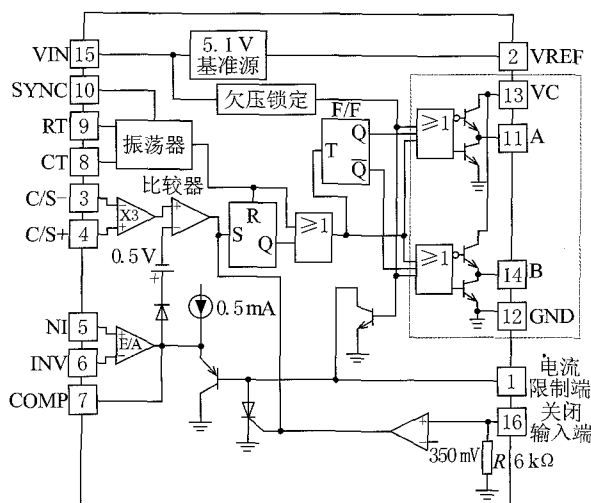 VIN 15
5.1V
基准源
2 VREF
SYNC 10
欠压锁定
F/F
13 VC
RT 9
振荡器
Q
T
Q̅
≥1
11 A
CT 8
比较器
C/S- 3
X3
R
S
Q
≥1
C/S+ 4
0.5V
≥1
14 B
0.5mA
12 GND
NI 5
E/A
INV 6
COMP 7
1 电流
限制端
16 关闭
输入端
350mV
R 6kΩ
+
-
+
-
+
-
+
-